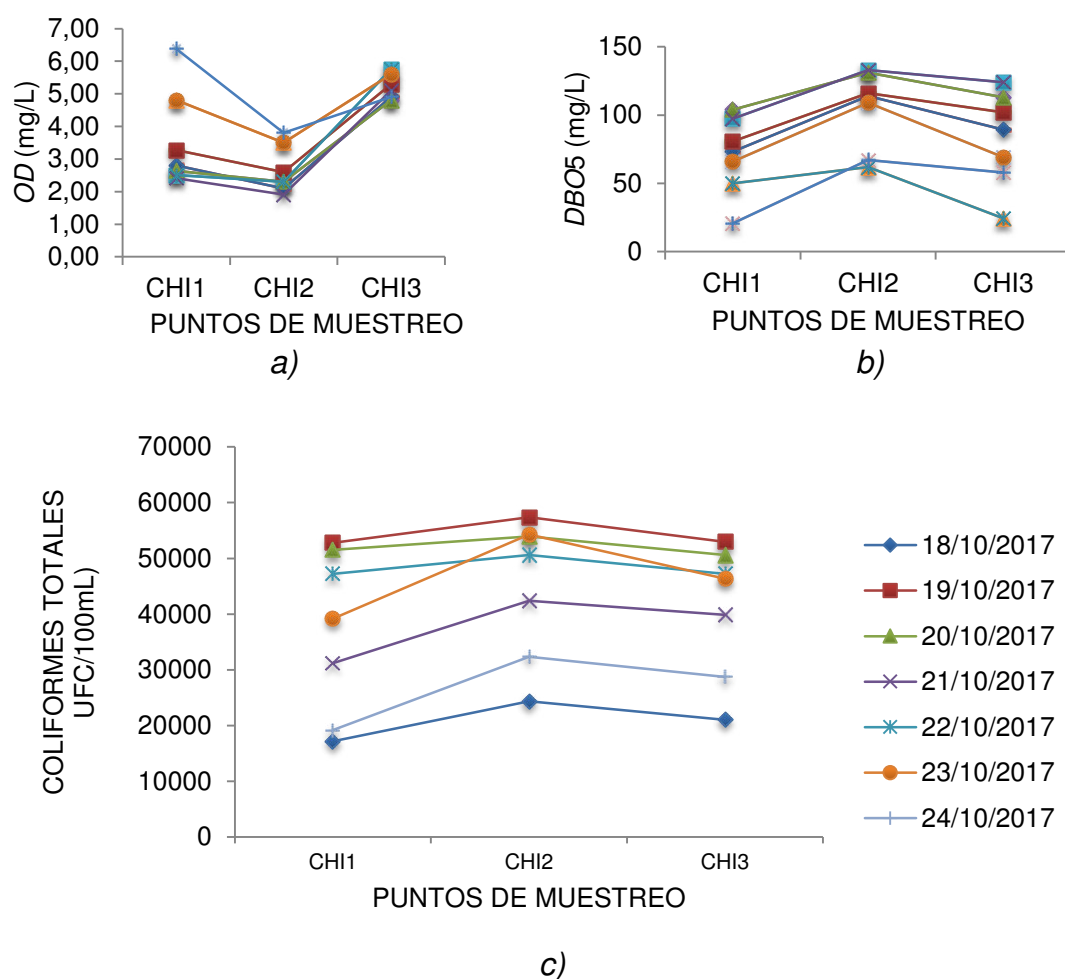 7,00
6,00
5,00
4,00
3,00
2,00
1,00
0,00
OD (mg/L)
CHI1 CHI2 CHI3
PUNTOS DE MUESTREO
a)
150
100
50
0
DBO5 (mg/L)
CHI1 CHI2 CHI3
PUNTOS DE MUESTREO
b)
70000
60000
50000
40000
30000
20000
10000
0
COLIFORMES TOTALES
UFC/100mL
CHI1 CHI2 CHI3
PUNTOS DE MUESTREO
18/10/2017
19/10/2017
20/10/2017
21/10/2017
22/10/2017
23/10/2017
24/10/2017
c)